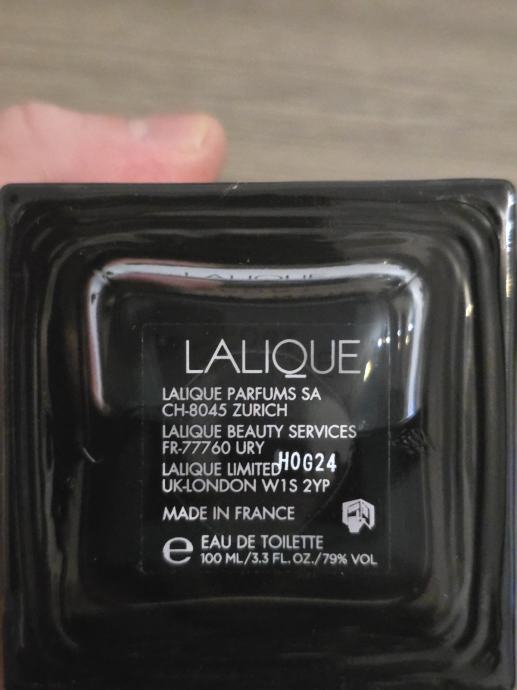 LALIQUE
LALIQUE PARFUMS SA
CH-8045 ZURICH
LALIQUE BEAUTY SERVICES
FR-77760 URY
LALIQUE LIMITED H0G24
UK-LONDON W1S 2YP
MADE IN FRANCE
e EAU DE TOILETTE
100 ML/3.3 FL. OZ./79% VOL